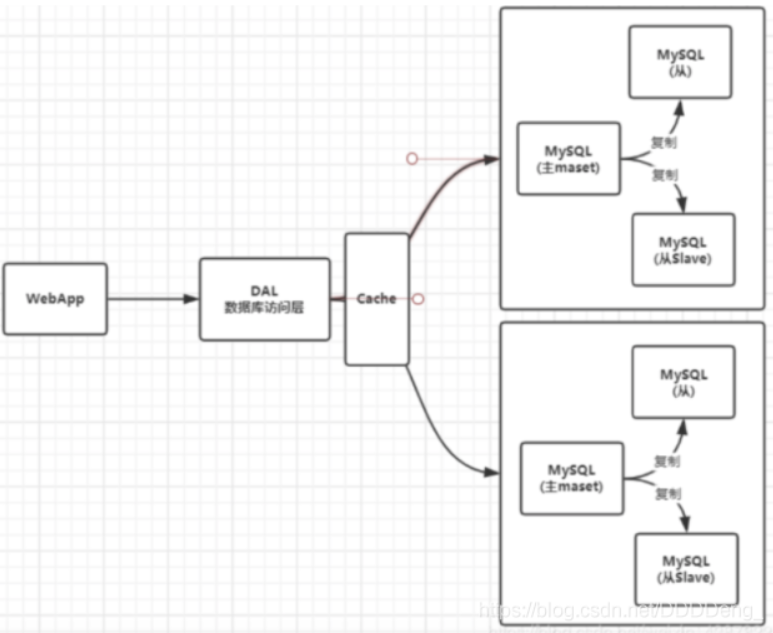 WebApp
DAL
数据库访问层
Cache
MySQL
(从)
MySQL
(主maset)
复制
复制
MySQL
(从Slave)
MySQL
(从)
MySQL
(主maset)
复制
复制
MySQL
(从Slave)
https://blog.csdn.net/DDDDeng_